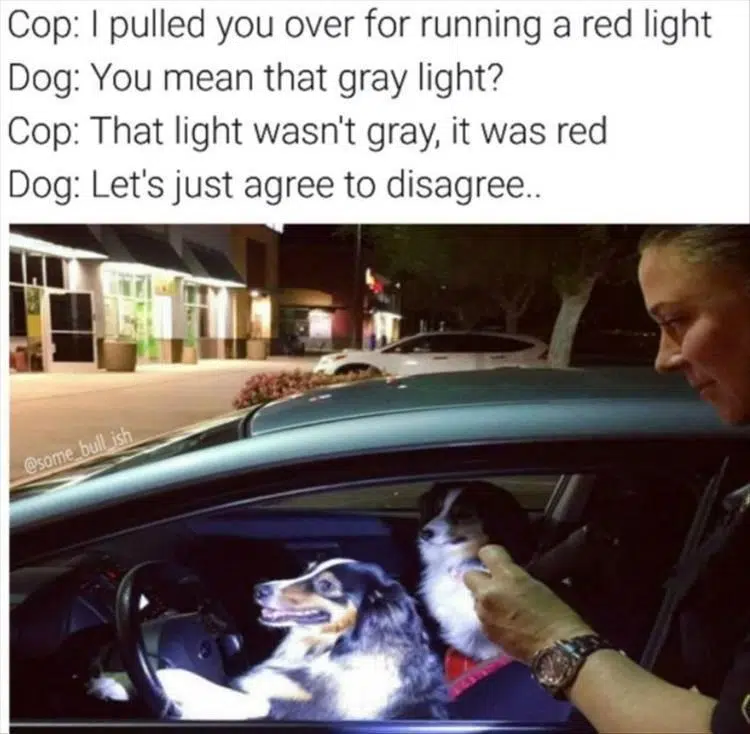 Cop: I pulled you over for running a red light
Dog: You mean that gray light?
Cop: That light wasn't gray, it was red
Dog: Let's just agree to disagree..
@some_bull_ish